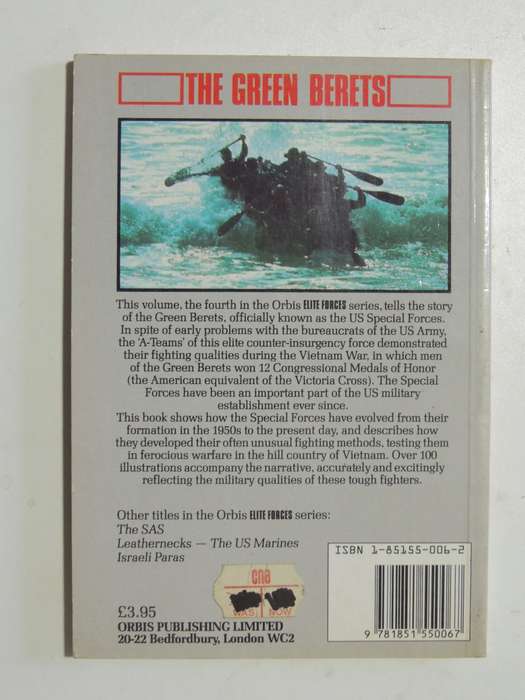 THE GREEN BERETS
This volume, the fourth in the Orbis ELITE FORCES series, tells the story
of the Green Berets, officially known as the US Special Forces.
In spite of early problems with the bureaucrats of the US Army,
the 'A-Teams' of this elite counter-insurgency force demonstrated
their fighting qualities during the Vietnam War, in which men
of the Green Berets won 12 Congressional Medals of Honor
(the American equivalent of the Victoria Cross). The Special
Forces have been an important part of the US military
establishment ever since.
This book shows how the Special Forces have evolved from their
formation in the 1950s to the present day, and describes how
they developed their often unusual fighting methods, testing them
in ferocious warfare in the hill country of Vietnam. Over 100
illustrations accompany the narrative, accurately and excitingly
reflecting the military qualities of these tough fighters.
Other titles in the Orbis ELITE FORCES series:
The SAS
Leathernecks — The US Marines
Israeli Paras
cna
WAS NOW
£3.95
ORBIS PUBLISHING LIMITED
20-22 Bedfordbury, London WC2
ISBN 1-85155-006-2
9 781851 550067